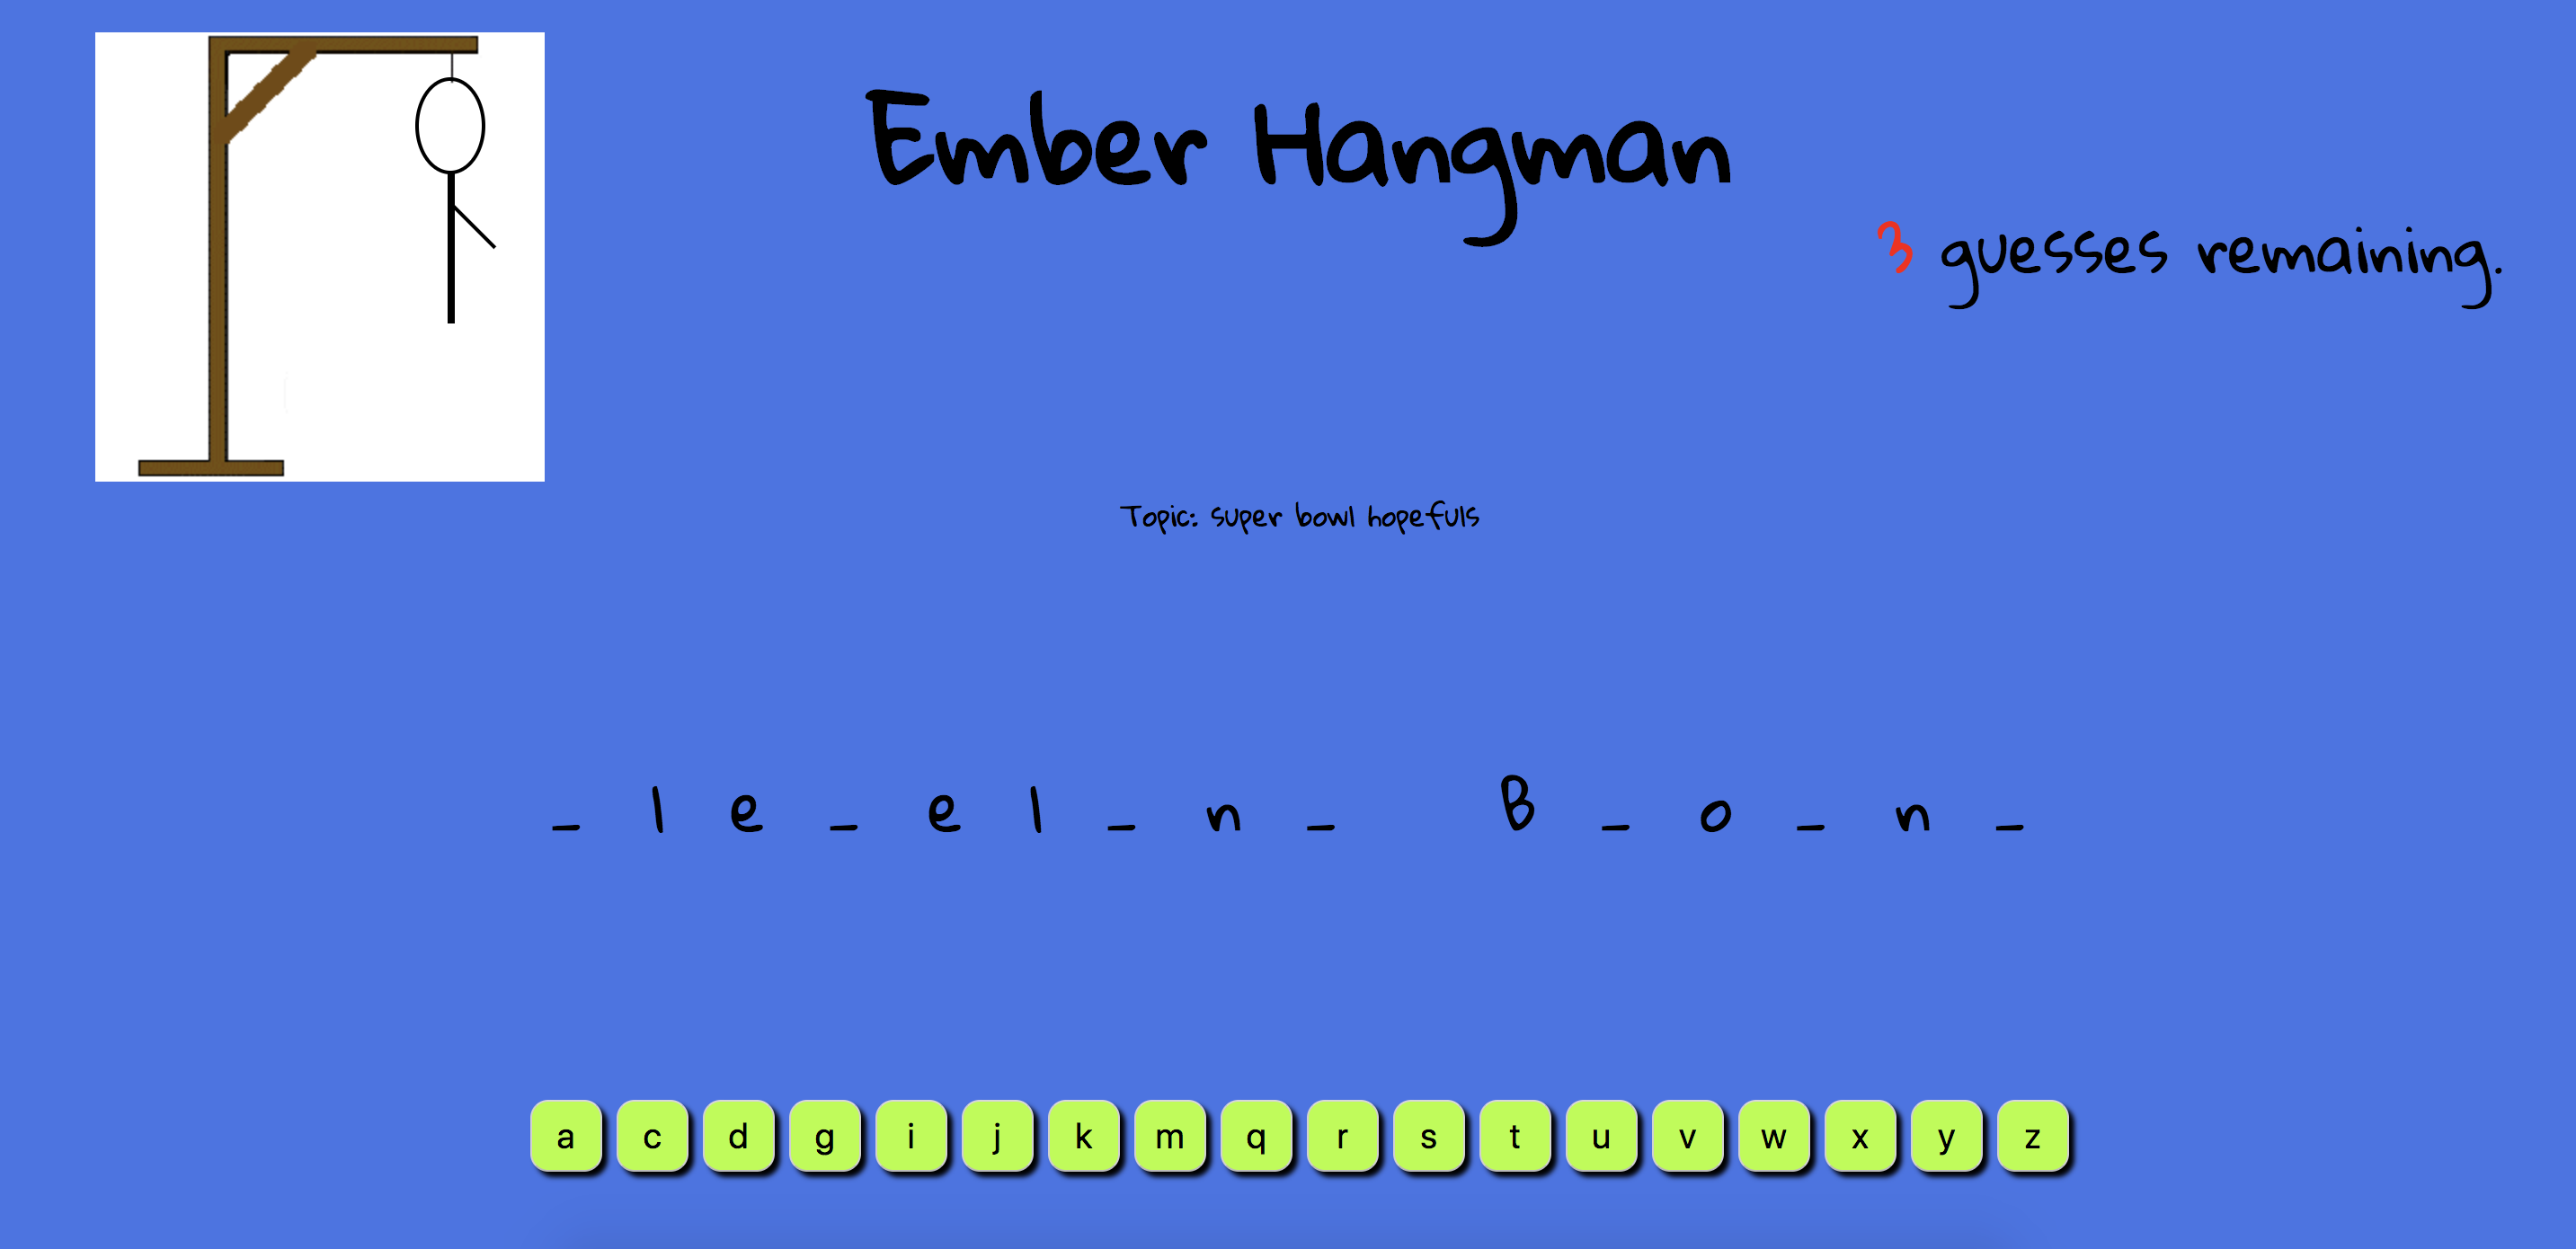 Ember Hangman
3 guesses remaining.
Topic: super bowl hopefuls
_ l e _ e l _ n _ B _ o _ n _
a c d g i j k m q r s t u v w x y z